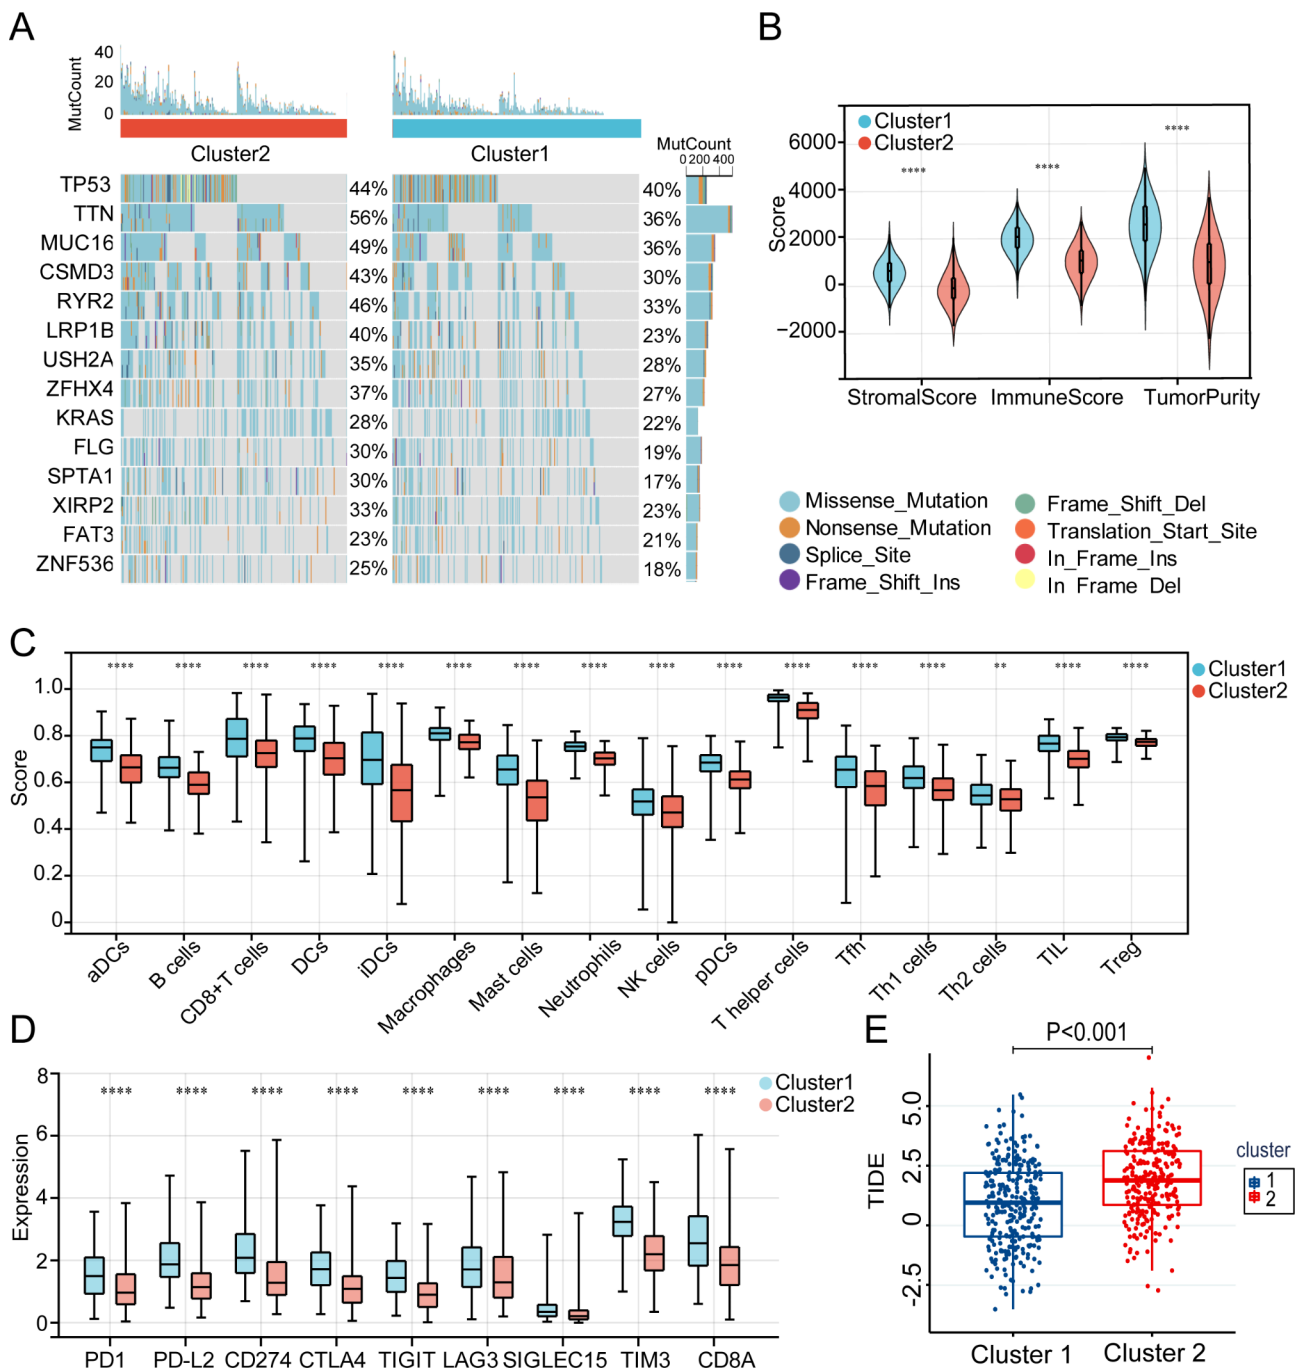 A
MutCount
40
20
0
Cluster2
Cluster1
MutCount
0 200 400
TP53 44% 40%
TTN 56% 36%
MUC16 49% 36%
CSMD3 43% 30%
RYR2 46% 33%
LRP1B 40% 23%
USH2A 35% 28%
ZFHX4 37% 27%
KRAS 28% 22%
FLG 30% 19%
SPTA1 30% 17%
XIRP2 33% 23%
FAT3 23% 21%
ZNF536 25% 18%
B
Cluster1
Cluster2
Score
6000
4000
2000
0
−2000
**** **** ****
StromalScore ImmuneScore TumorPurity
Missense_Mutation
Nonsense_Mutation
Splice_Site
Frame_Shift_Ins
Frame_Shift_Del
Translation_Start_Site
In_Frame_Ins
In_Frame_Del
C
Score
1.0
0.8
0.6
0.4
0.2
0
**** **** **** **** **** **** **** **** **** **** **** **** **** ** **** ****
Cluster1
Cluster2
aDCs
B cells
CD8+T cells
DCs
iDCs
Macrophages
Mast cells
Neutrophils
NK cells
pDCs
T helper cells
Tfh
Th1 cells
Th2 cells
TIL
Treg
D
Expression
8
6
4
2
0
**** **** **** **** **** **** **** **** ****
Cluster1
Cluster2
PD1 PD-L2 CD274 CTLA4 TIGIT LAG3 SIGLEC15 TIM3 CD8A
E
P<0.001
TIDE
5.0
2.5
0
-2.5
Cluster 1 Cluster 2
cluster
1
2